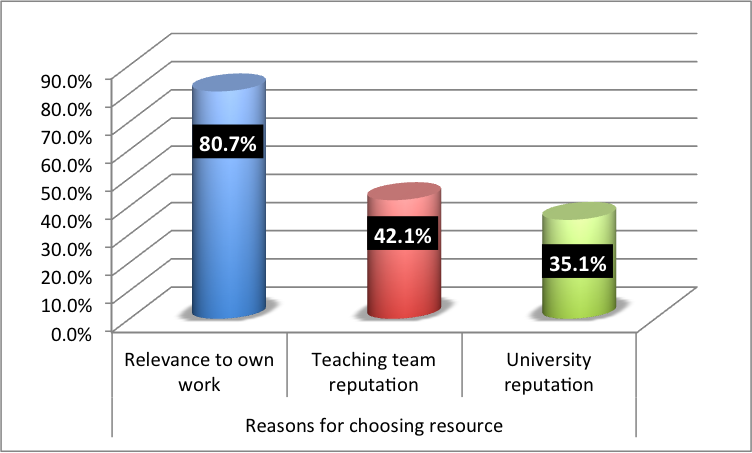 90.0%
80.0%
70.0%
60.0%
50.0%
40.0%
30.0%
20.0%
10.0%
0.0%
80.7%
42.1%
35.1%
Relevance to own
work
Teaching team
reputation
University
reputation
Reasons for choosing resource